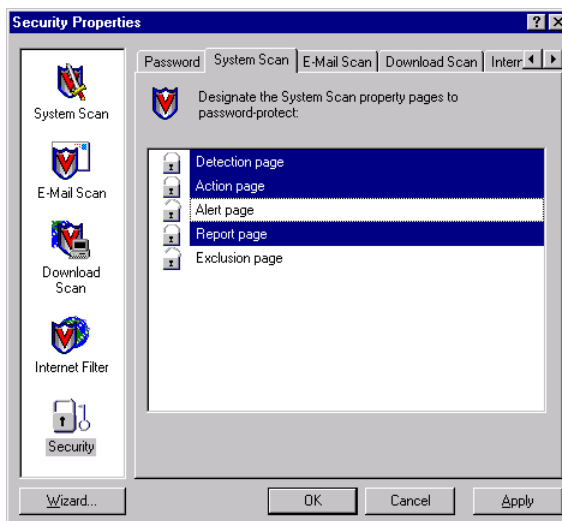 Security Properties
Password
System Scan
E-Mail Scan
Download Scan
Interr
System Scan
E-Mail Scan
Download
Scan
Internet Filter
Security
Designate the System Scan property pages to
password-protect:
Detection page
Action page
Alert page
Report page
Exclusion page
Wizard...
OK
Cancel
Apply